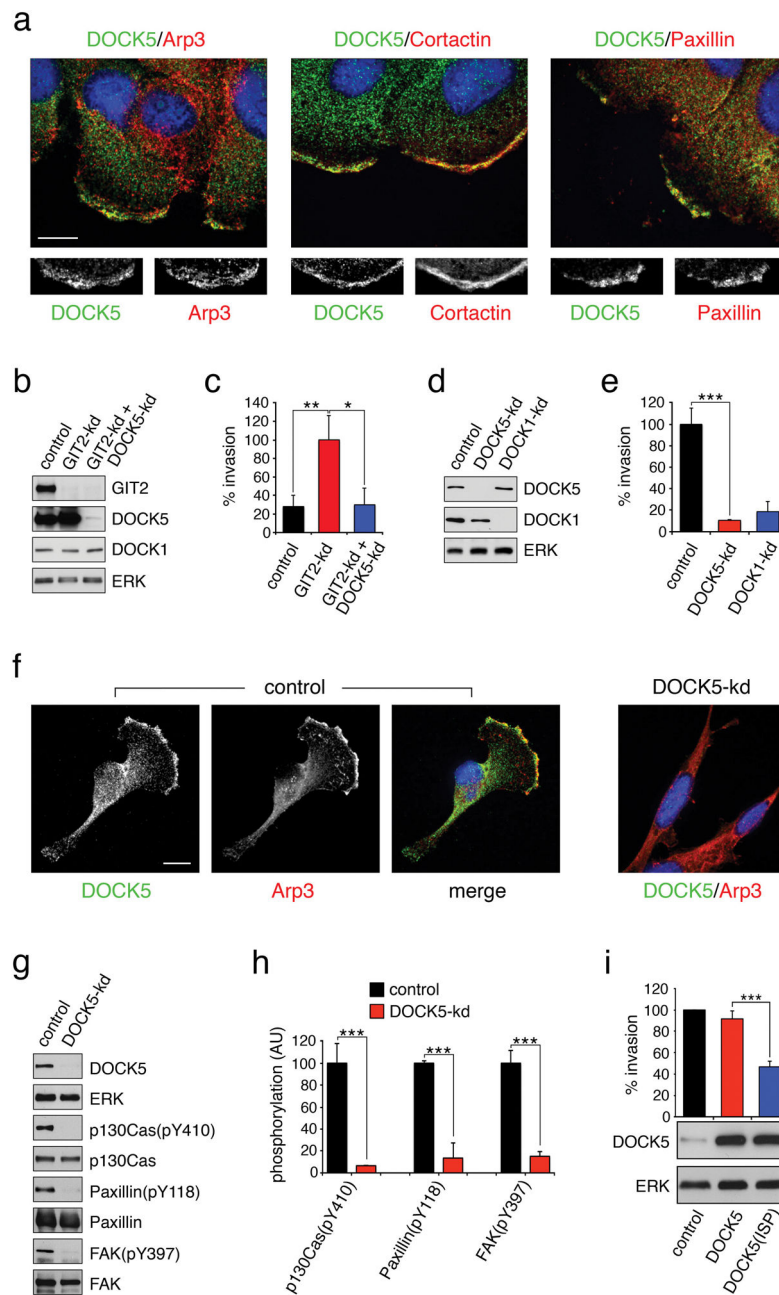 a
DOCK5/Arp3
DOCK5/Cortactin
DOCK5/Paxillin
DOCK5
Arp3
DOCK5
Cortactin
DOCK5
Paxillin
b
control
GIT2-kd
GIT2-kd +
DOCK5-kd
GIT2
DOCK5
DOCK1
ERK
c
% invasion
140
120
100
80
60
40
20
0
**
*
control
GIT2-kd
GIT2-kd +
DOCK5-kd
d
control
DOCK5-kd
DOCK1-kd
DOCK5
DOCK1
ERK
e
% invasion
120
100
80
60
40
20
0
***
control
DOCK5-kd
DOCK1-kd
f
control
DOCK5-kd
DOCK5
Arp3
merge
DOCK5/Arp3
g
control
DOCK5-kd
DOCK5
ERK
p130Cas(pY410)
p130Cas
Paxillin(pY118)
Paxillin
FAK(pY397)
FAK
h
control
DOCK5-kd
phosphorylation (AU)
120
100
80
60
40
20
0
***
***
***
p130Cas(pY410)
Paxillin(pY118)
FAK(pY397)
i
% invasion
120
100
80
60
40
20
0
***
DOCK5
ERK
control
DOCK5
DOCK5(ISP)